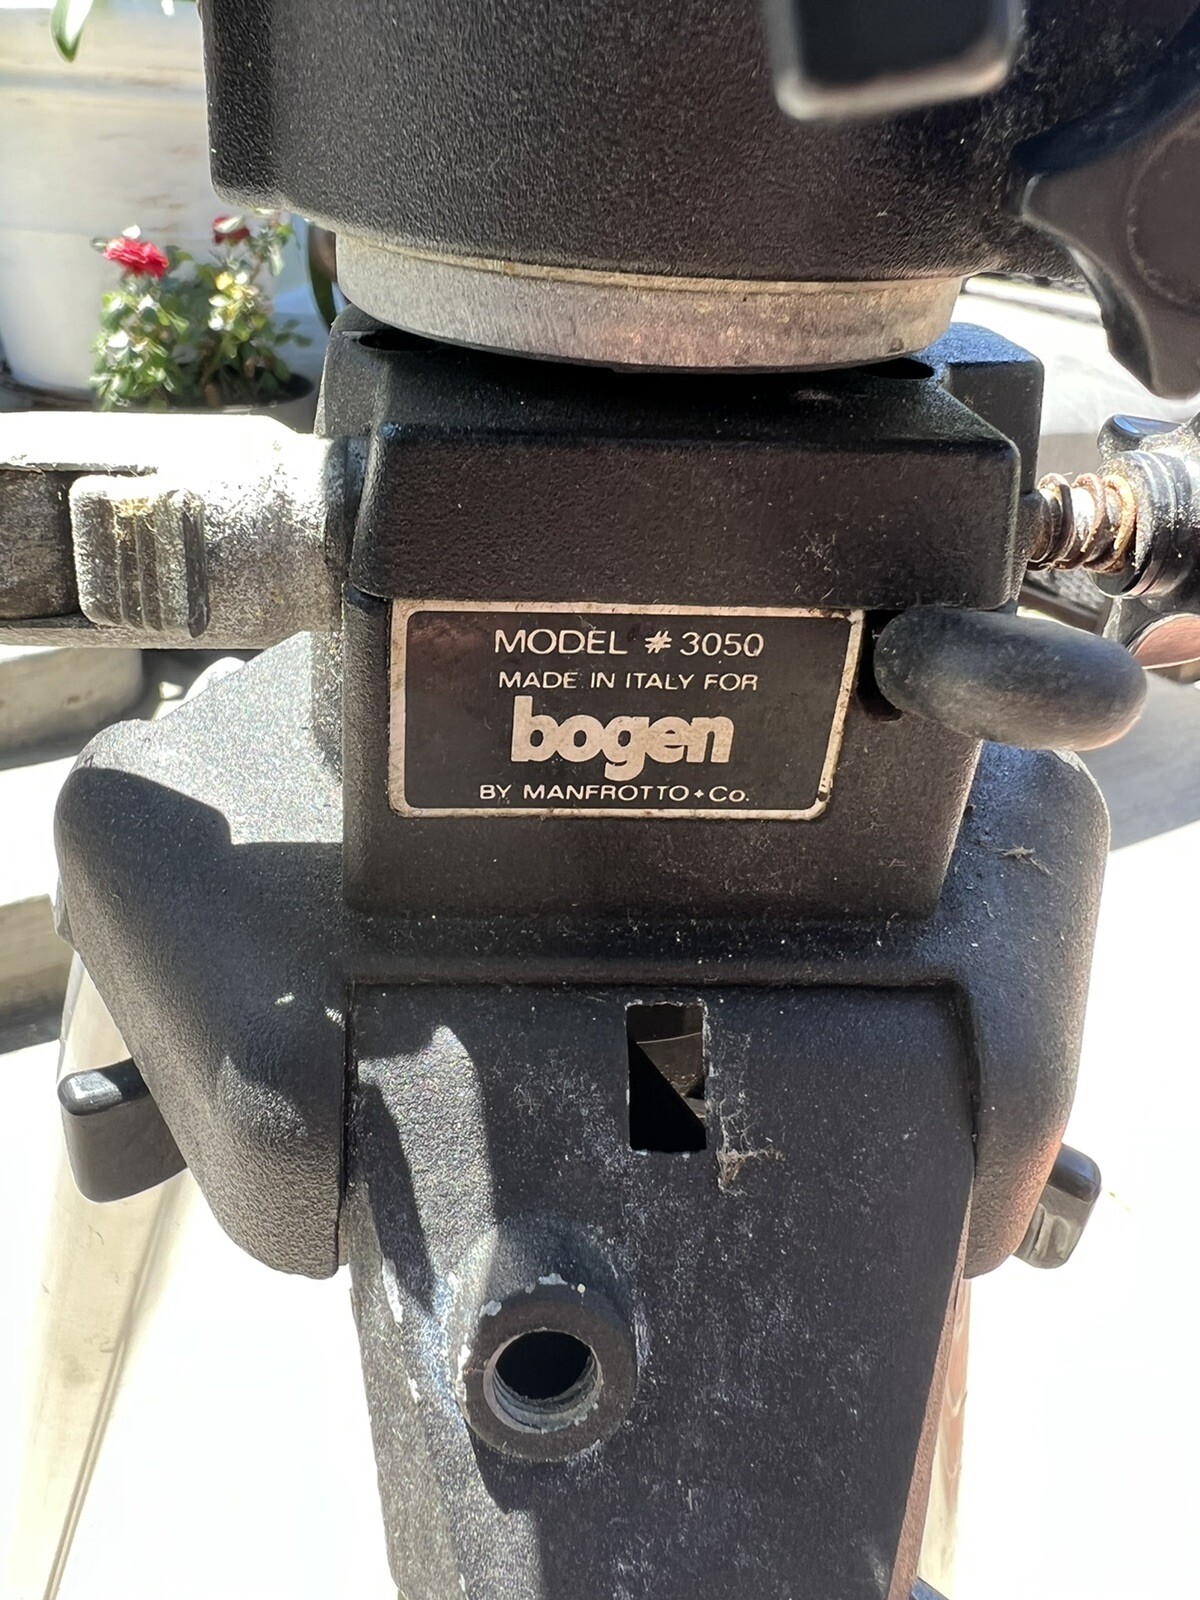 MODEL # 3050
MADE IN ITALY FOR
bogen
BY MANFROTTO + Co.